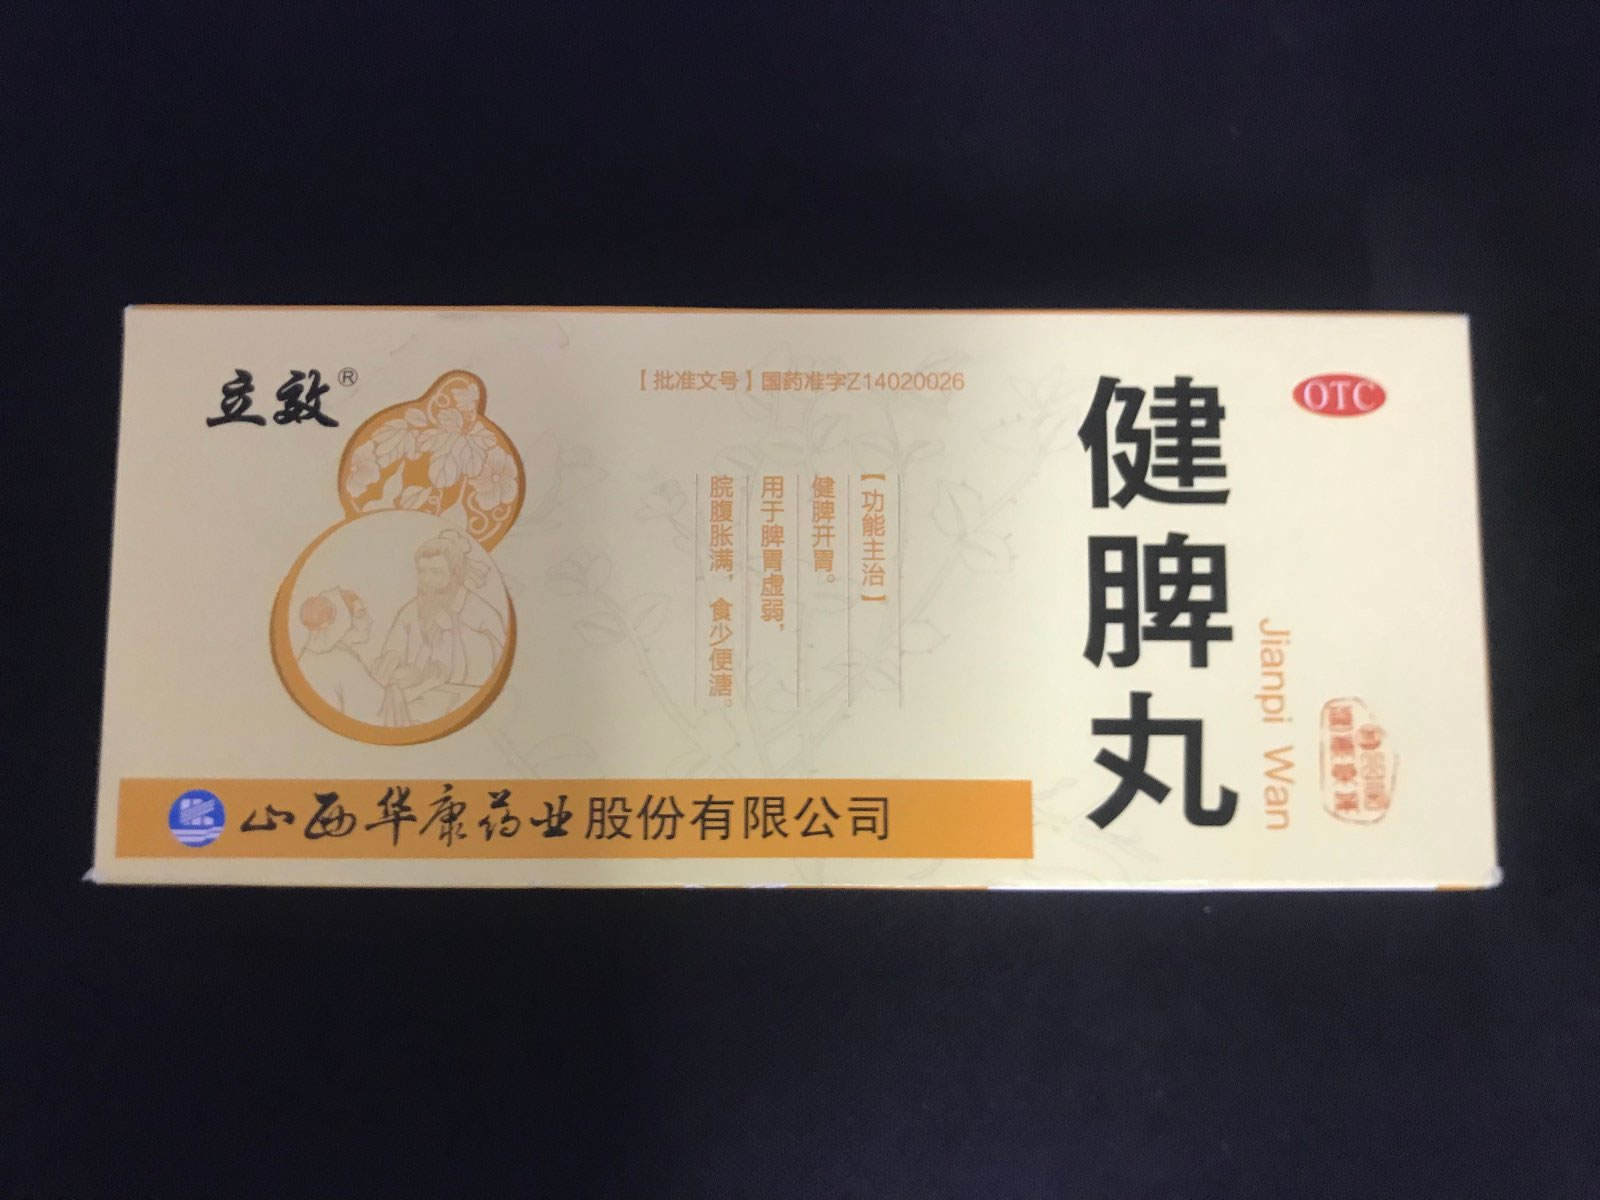 立效®
【批准文号】国药准字Z14020026
OTC
健脾丸
Jianpi Wan
【功能主治】
健脾开胃。
用于脾胃虚弱，
脘腹胀满，食少便溏。
山西华康药业股份有限公司